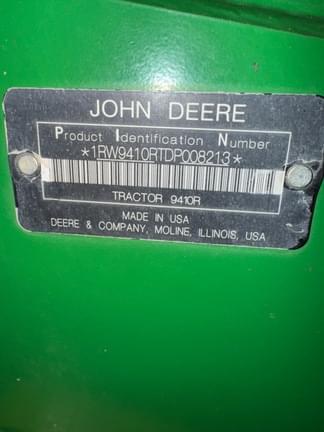 JOHN DEERE
Product Identification Number
*1RW9410RTDP008213*
TRACTOR 9410R
MADE IN USA
DEERE & COMPANY, MOLINE, ILLINOIS, USA